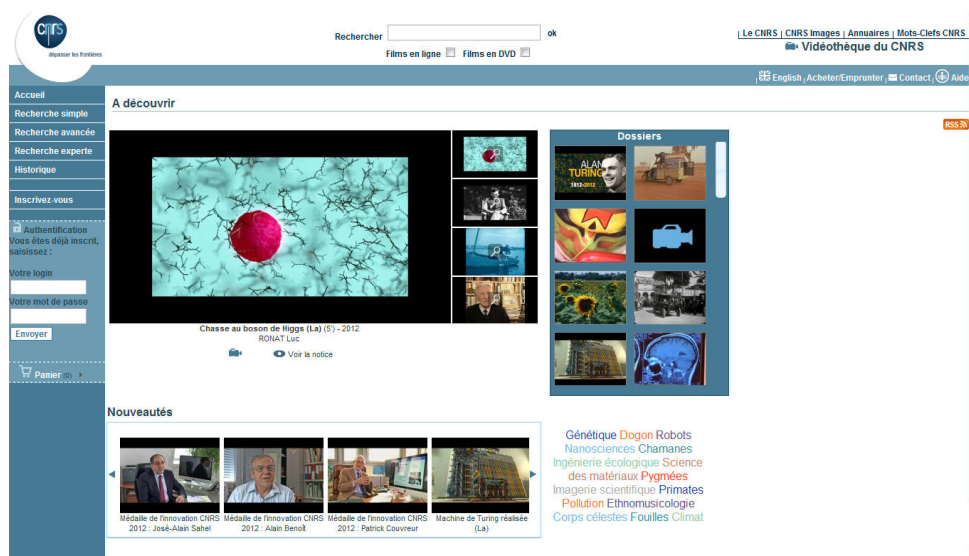 cnrs
dépasser les frontières
Rechercher
ok
Films en ligne
Films en DVD
| Le CNRS | CNRS Images | Annuaires | Mots-Clefs CNRS
Vidéothèque du CNRS
| English | Acheter/Emprunter | Contact | Aide
Accueil
Recherche simple
Recherche avancée
Recherche experte
Historique
Inscrivez-vous
Authentification
Vous êtes déjà inscrit,
saisissez :
Votre login
Votre mot de passe
Envoyer
Panier (0)
A découvrir
Chasse au boson de Higgs (La) (5') - 2012
RONAT Luc
Voir la notice
RSS
Dossiers
ALAN
TURING
1912-2012
Nouveautés
Médaille de l'innovation CNRS
2012 : José-Alain Sahel
Médaille de l'innovation CNRS
2012 : Alain Benoît
Médaille de l'innovation CNRS
2012 : Patrick Couvreur
Machine de Turing réalisée
(La)
Génétique Dogon Robots
Nanosciences Chamanes
Ingénierie écologique Science
des matériaux Pygmées
Imagerie scientifique Primates
Pollution Ethnomusicologie
Corps célestes Fouilles Climat